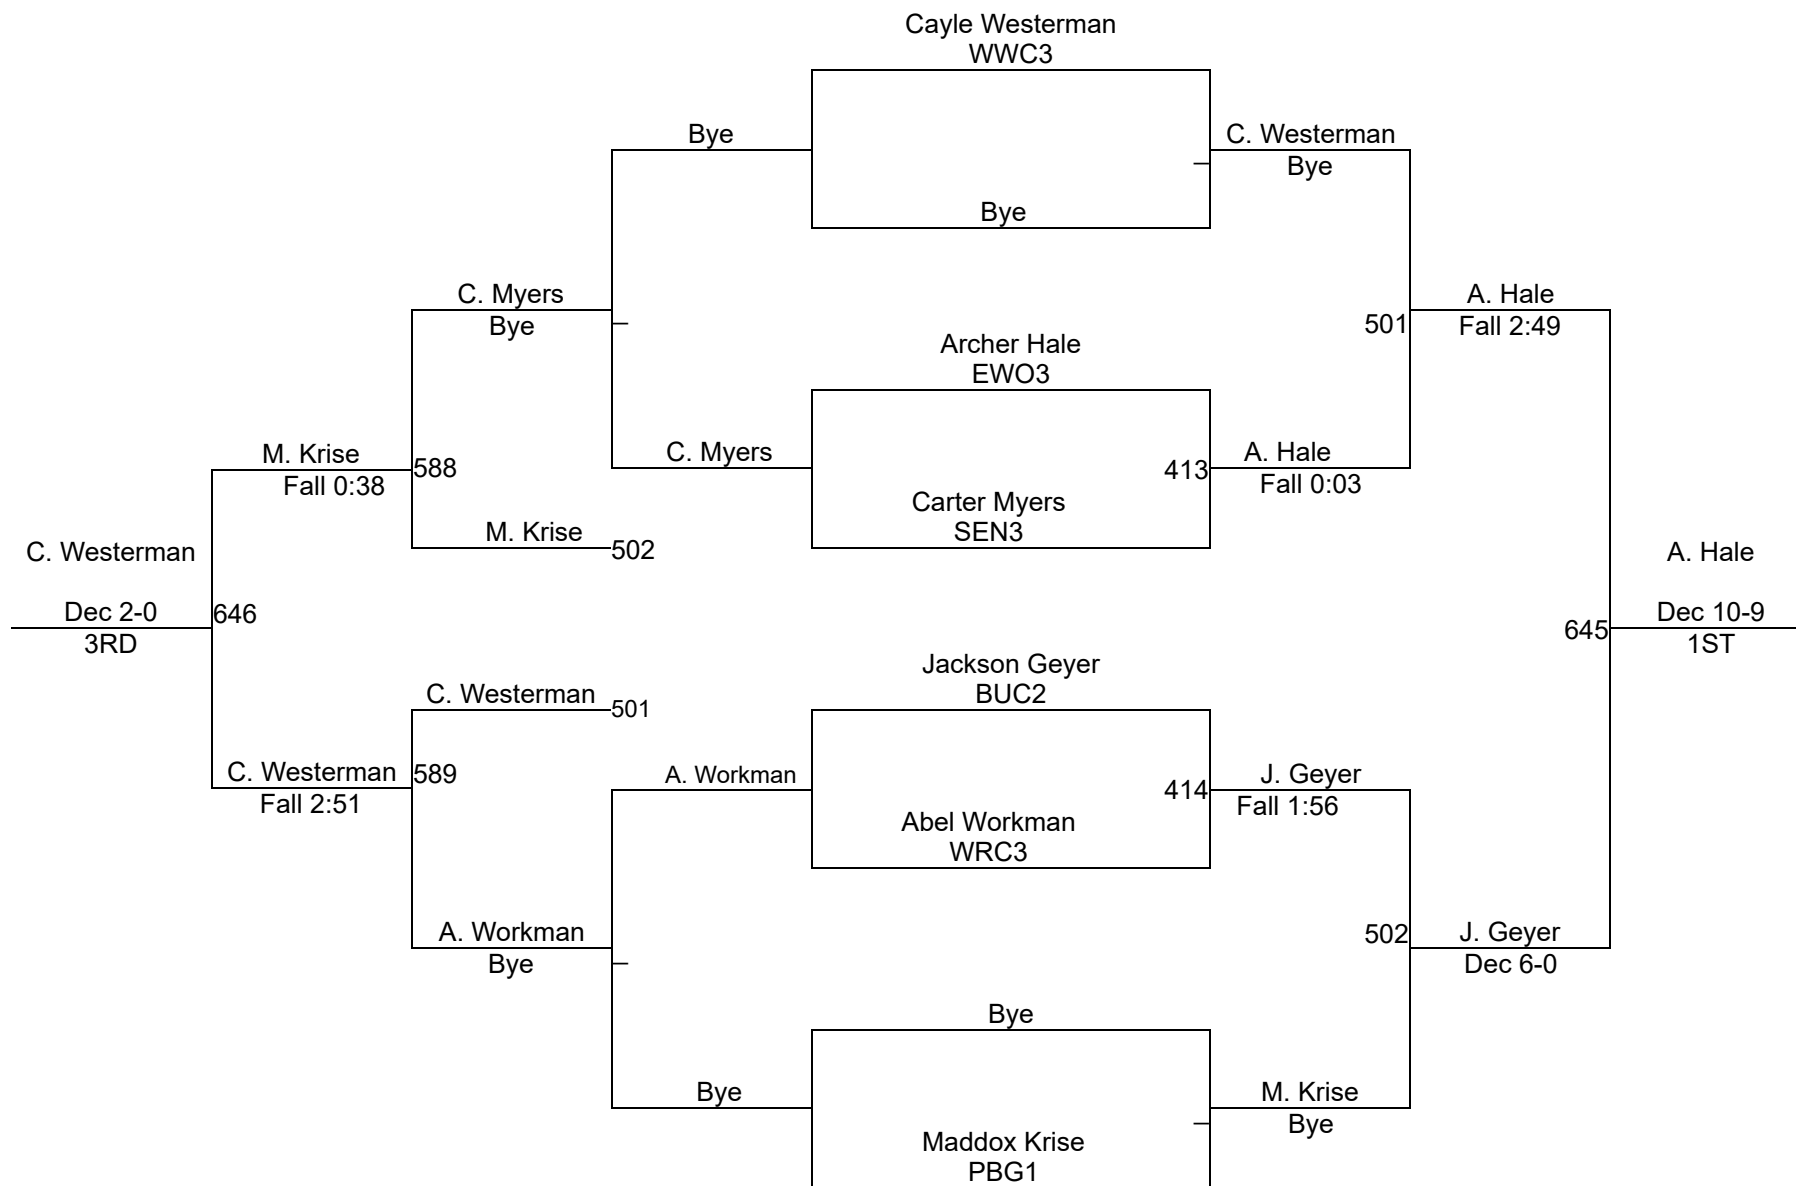 Cayle Westerman
WWC3
Bye
C. Westerman
Bye
Bye
C. Myers
Bye
A. Hale
Fall 2:49
501
Archer Hale
EWO3
M. Krise
Fall 0:38
588
C. Myers
413
A. Hale
Fall 0:03
Carter Myers
SEN3
M. Krise
502
C. Westerman
Dec 2-0
3RD
646
A. Hale
Dec 10-9
1ST
645
Jackson Geyer
BUC2
C. Westerman
501
C. Westerman
Fall 2:51
589
A. Workman
414
J. Geyer
Fall 1:56
Abel Workman
WRC3
A. Workman
Bye
502
J. Geyer
Dec 6-0
Bye
Bye
M. Krise
Bye
Maddox Krise
PBG1